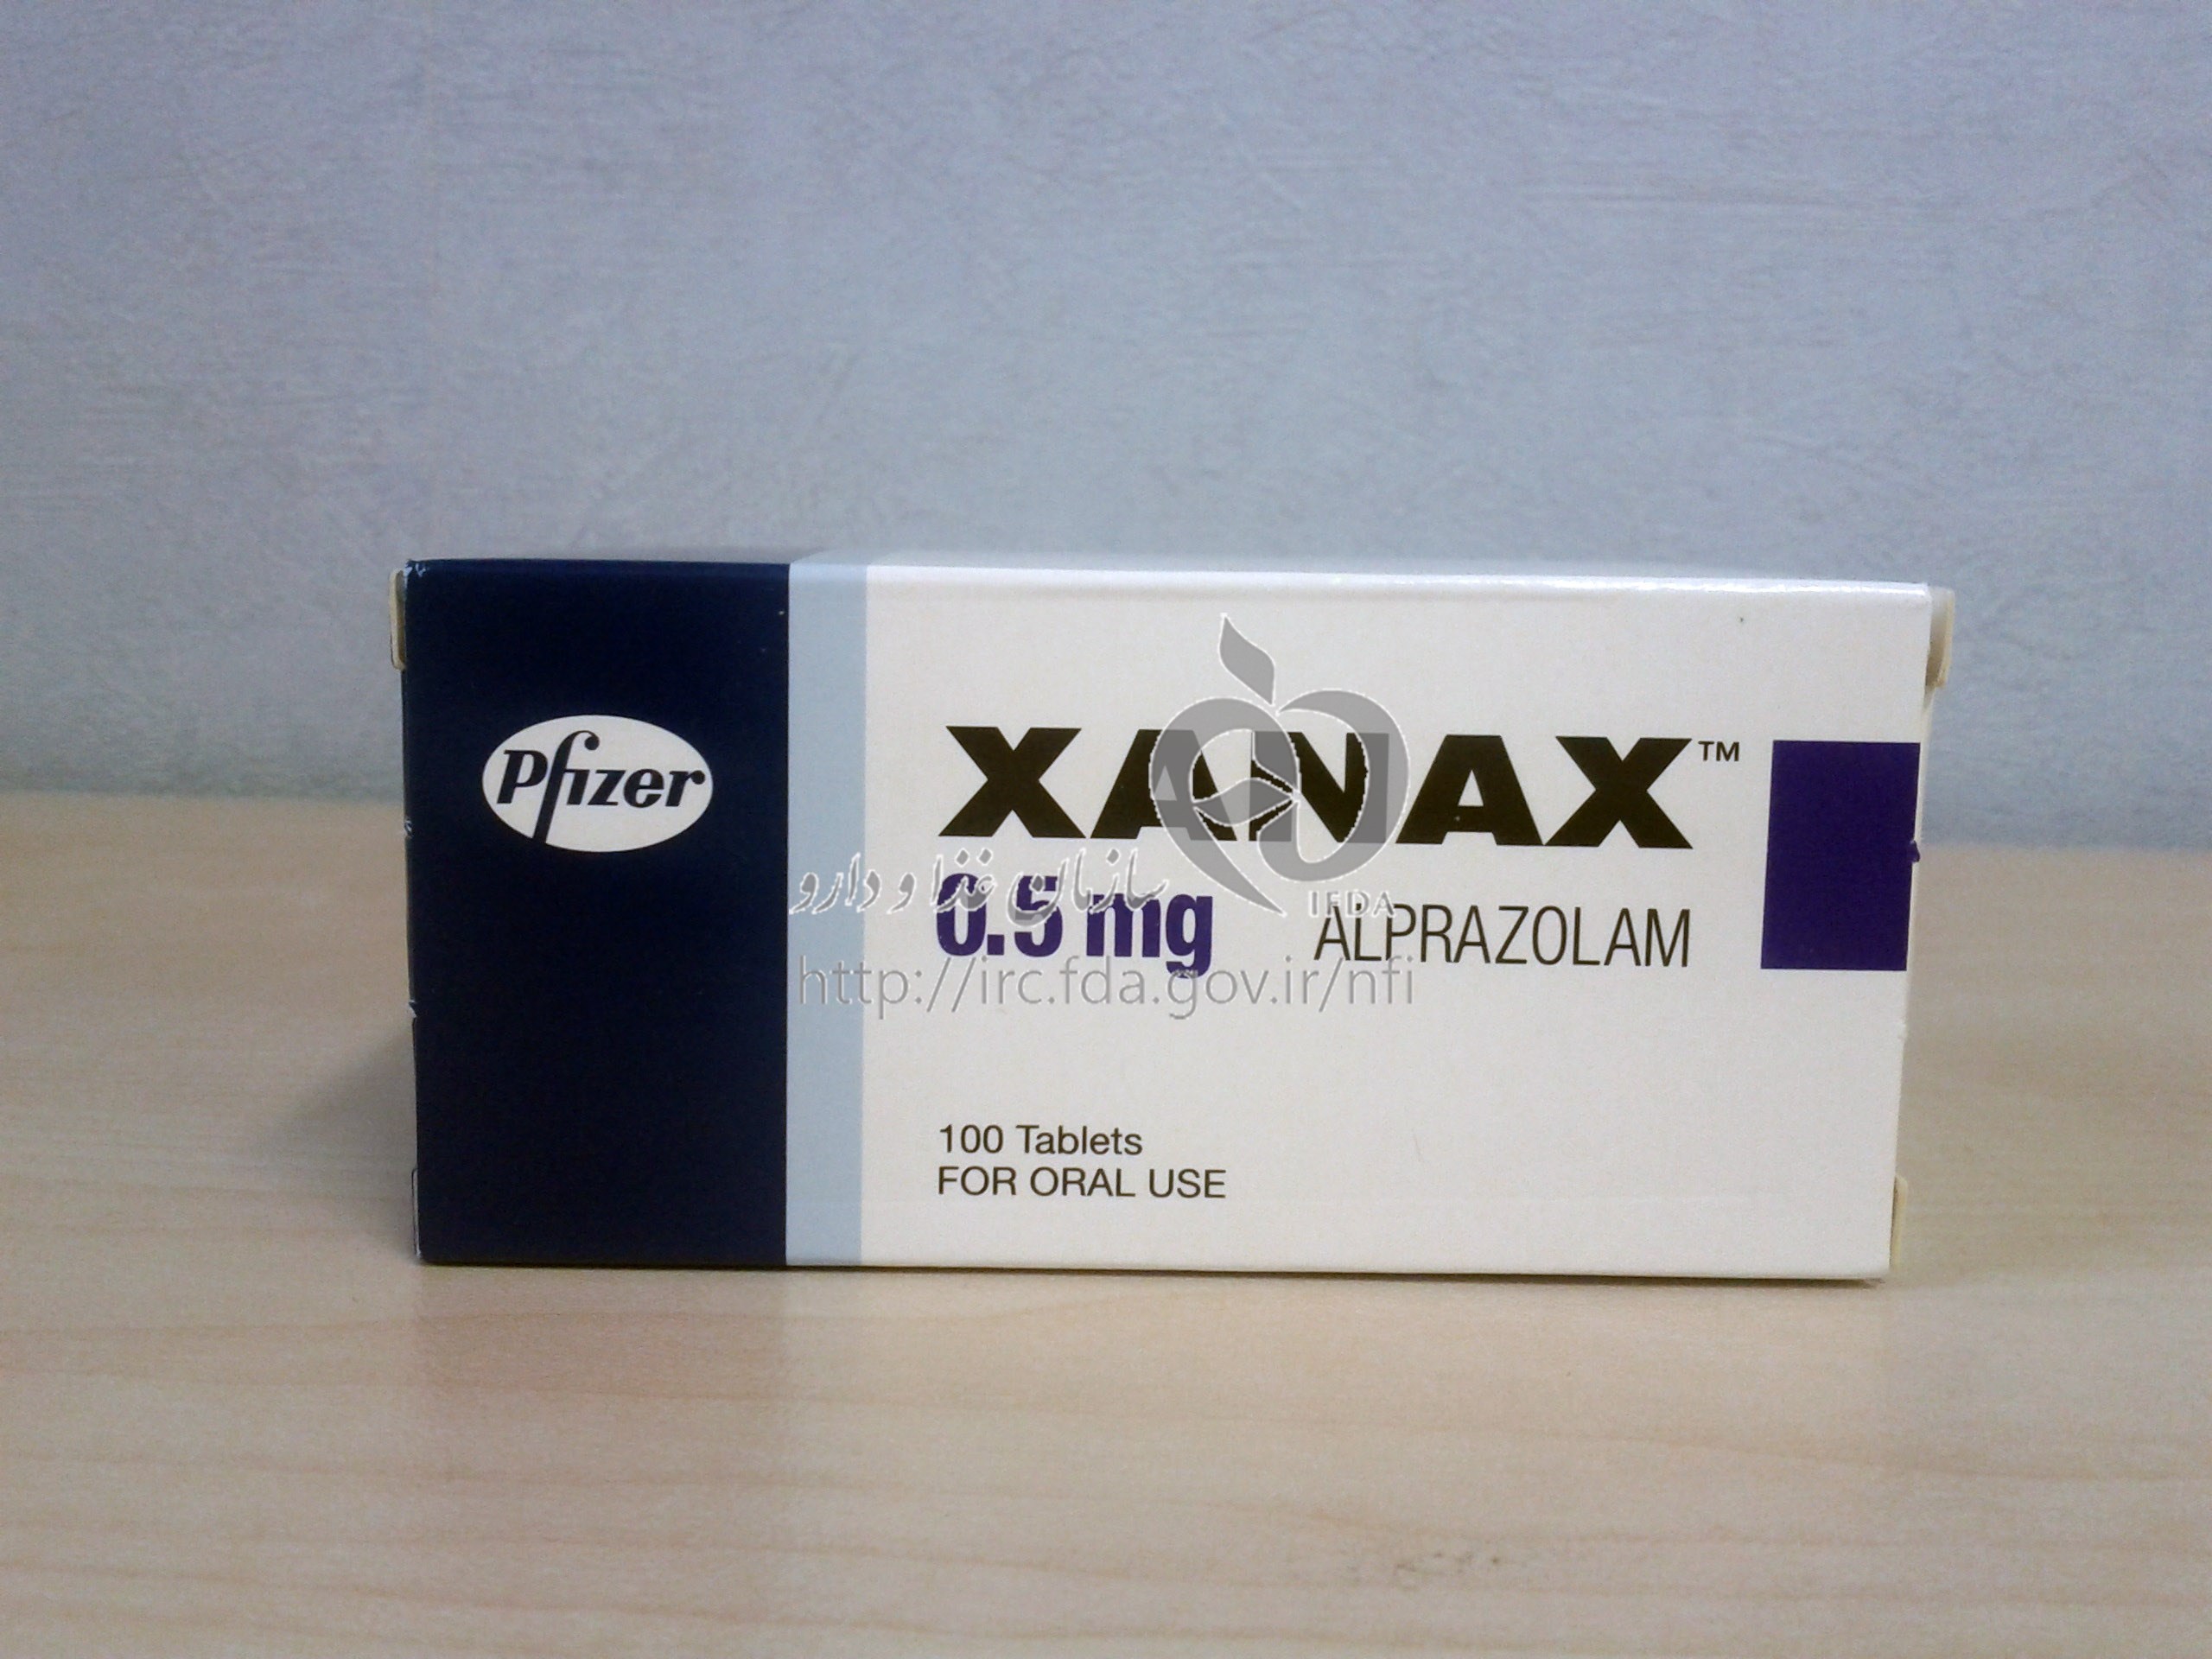 Pfizer
XANAX™
0.5 mg ALPRAZOLAM
100 Tablets
FOR ORAL USE
سازمان غذا و دارو
IFDA
http://irc.fda.gov.ir/nfi